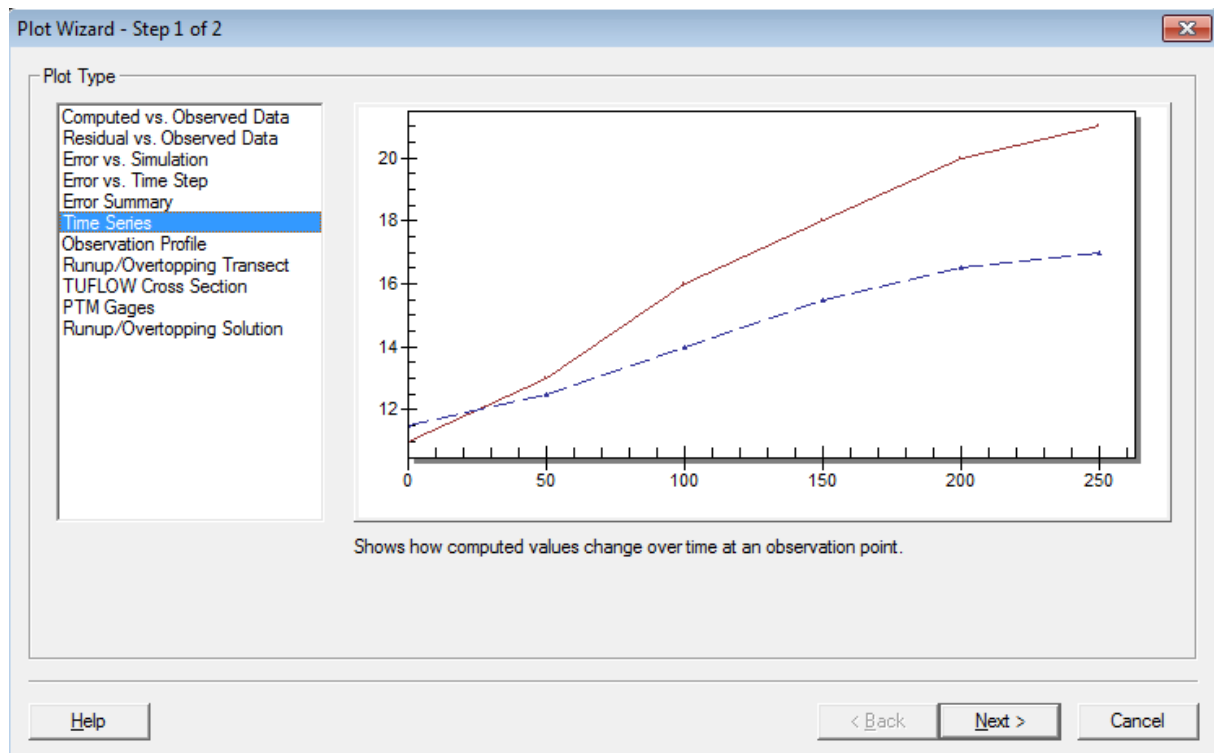 Plot Wizard - Step 1 of 2
Plot Type
Computed vs. Observed Data
Residual vs. Observed Data
Error vs. Simulation
Error vs. Time Step
Error Summary
Time Series
Observation Profile
Runup/Overtopping Transect
TUFLOW Cross Section
PTM Gages
Runup/Overtopping Solution
20
18
16
14
12
0 50 100 150 200 250
Shows how computed values change over time at an observation point.
Help < Back Next > Cancel